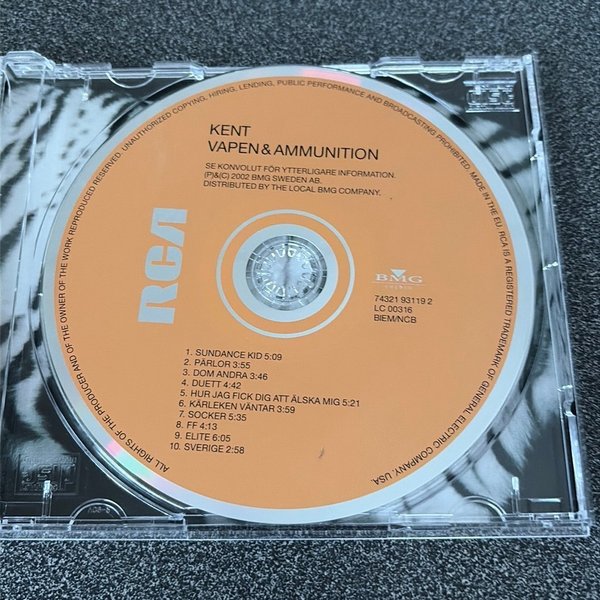 KENT
VAPEN & AMMUNITION
SE KONVOLUT FÖR YTTERLIGARE INFORMATION.
(P)&(C) 2002 BMG SWEDEN AB.
DISTRIBUTED BY THE LOCAL BMG COMPANY.
RCA
BMG
74321 93119 2
LC 00316
BIEM/NCB
1. SUNDANCE KID 5:09
2. PÄRLOR 3:55
3. DOM ANDRA 3:46
4. DUETT 4:42
5. HUR JAG FICK DIG ATT ÄLSKA MIG 5:21
6. KÄRLEKEN VÄNTAR 3:59
7. SOCKER 5:35
8. FF 4:13
9. ELITE 6:05
10. SVERIGE 2:58
ALL RIGHTS OF THE PRODUCER AND OF THE OWNER OF THE WORK REPRODUCED RESERVED. UNAUTHORIZED COPYING, HIRING, LENDING, PUBLIC PERFORMANCE AND BROADCASTING PROHIBITED. MADE IN THE EU. RCA IS A REGISTERED TRADEMARK OF GENERAL ELECTRIC COMPANY, USA.